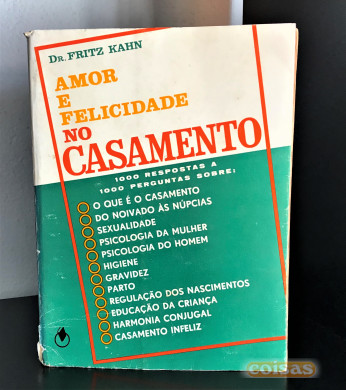 DR. FRITZ KAHN
AMOR
E
FELICIDADE
NO
CASAMENTO
1000 RESPOSTAS A
1000 PERGUNTAS SOBRE:
O QUE É O CASAMENTO
DO NOIVADO ÀS NÚPCIAS
SEXUALIDADE
PSICOLOGIA DA MULHER
PSICOLOGIA DO HOMEM
HIGIENE
GRAVIDEZ
PARTO
REGULAÇÃO DOS NASCIMENTOS
EDUCAÇÃO DA CRIANÇA
HARMONIA CONJUGAL
CASAMENTO INFELIZ
coisas